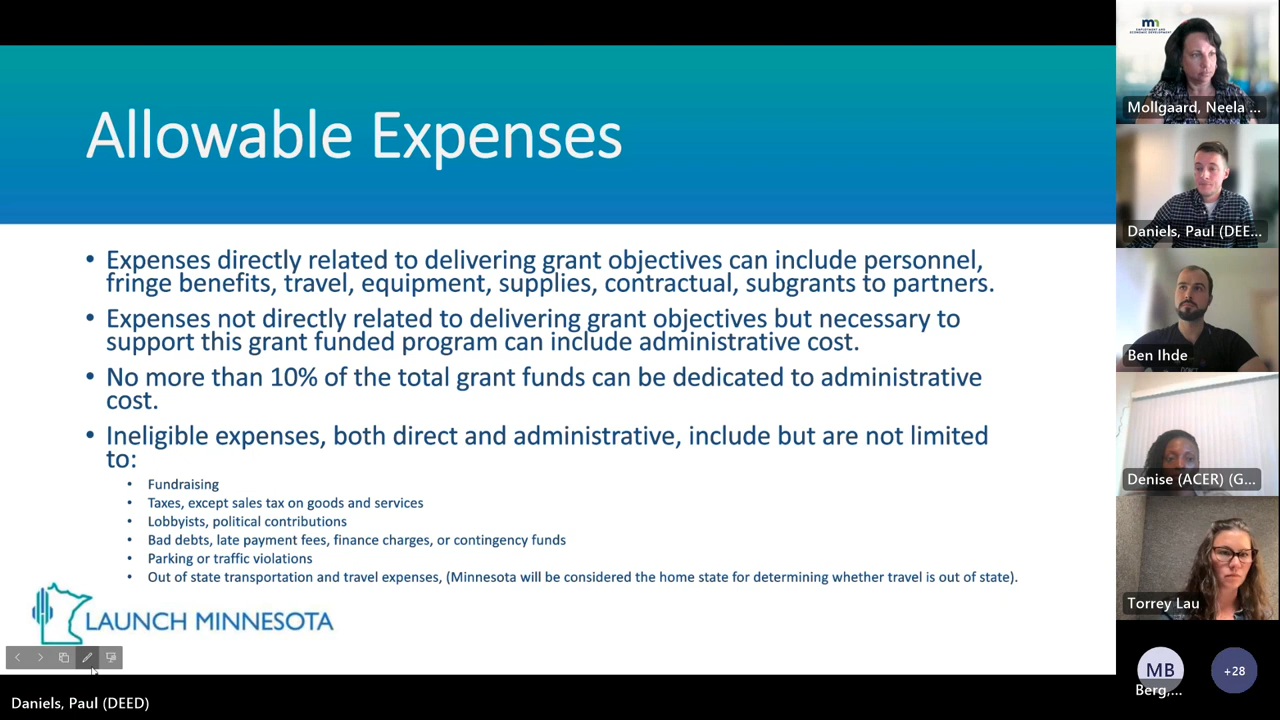 Allowable Expenses
• Expenses directly related to delivering grant objectives can include personnel,
fringe benefits, travel, equipment, supplies, contractual, subgrants to partners.
• Expenses not directly related to delivering grant objectives but necessary to
support this grant funded program can include administrative cost.
• No more than 10% of the total grant funds can be dedicated to administrative
cost.
• Ineligible expenses, both direct and administrative, include but are not limited
to:
• Fundraising
• Taxes, except sales tax on goods and services
• Lobbyists, political contributions
• Bad debts, late payment fees, finance charges, or contingency funds
• Parking or traffic violations
• Out of state transportation and travel expenses, (Minnesota will be considered the home state for determining whether travel is out of state).
LAUNCH MINNESOTA
Daniels, Paul (DEED)
mn
EMPLOYMENT AND
ECONOMIC DEVELOPMENT
Mollgaard, Neela ...
Daniels, Paul (DEE...
Ben Ihde
Denise (ACER) (G...
Torrey Lau
MB
Berg,...
+28